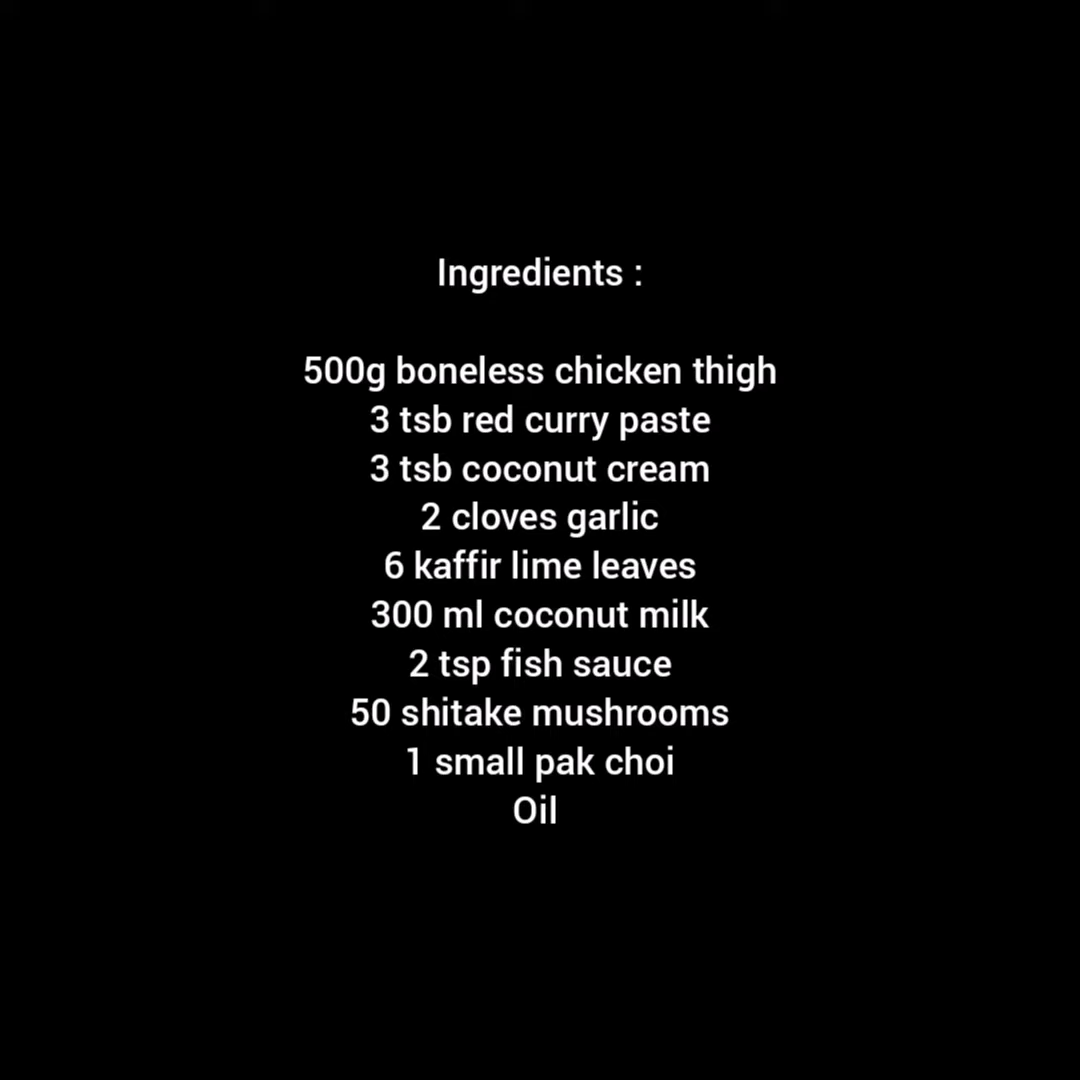 Ingredients :
500g boneless chicken thigh
3 tsb red curry paste
3 tsb coconut cream
2 cloves garlic
6 kaffir lime leaves
300 ml coconut milk
2 tsp fish sauce
50 shitake mushrooms
1 small pak choi
Oil